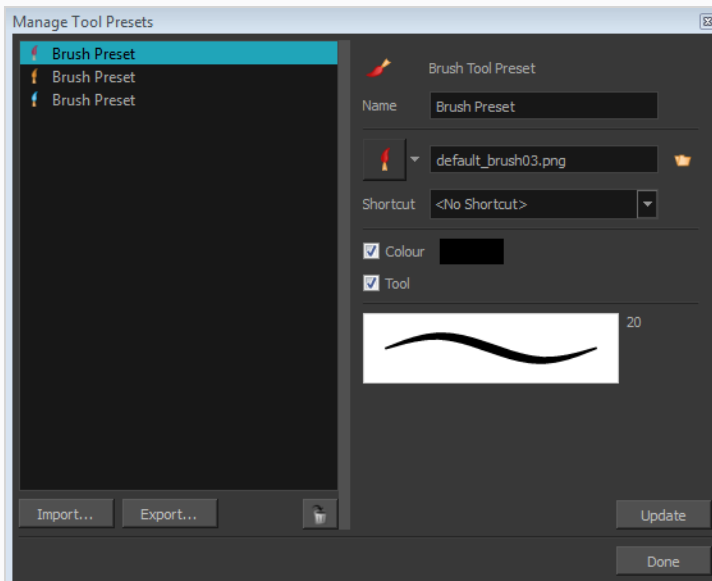 Manage Tool Presets
Brush Preset
Brush Preset
Brush Preset
Import...
Export...
Brush Tool Preset
Name Brush Preset
default_brush03.png
Shortcut <No Shortcut>
Colour
Tool
20
Update
Done